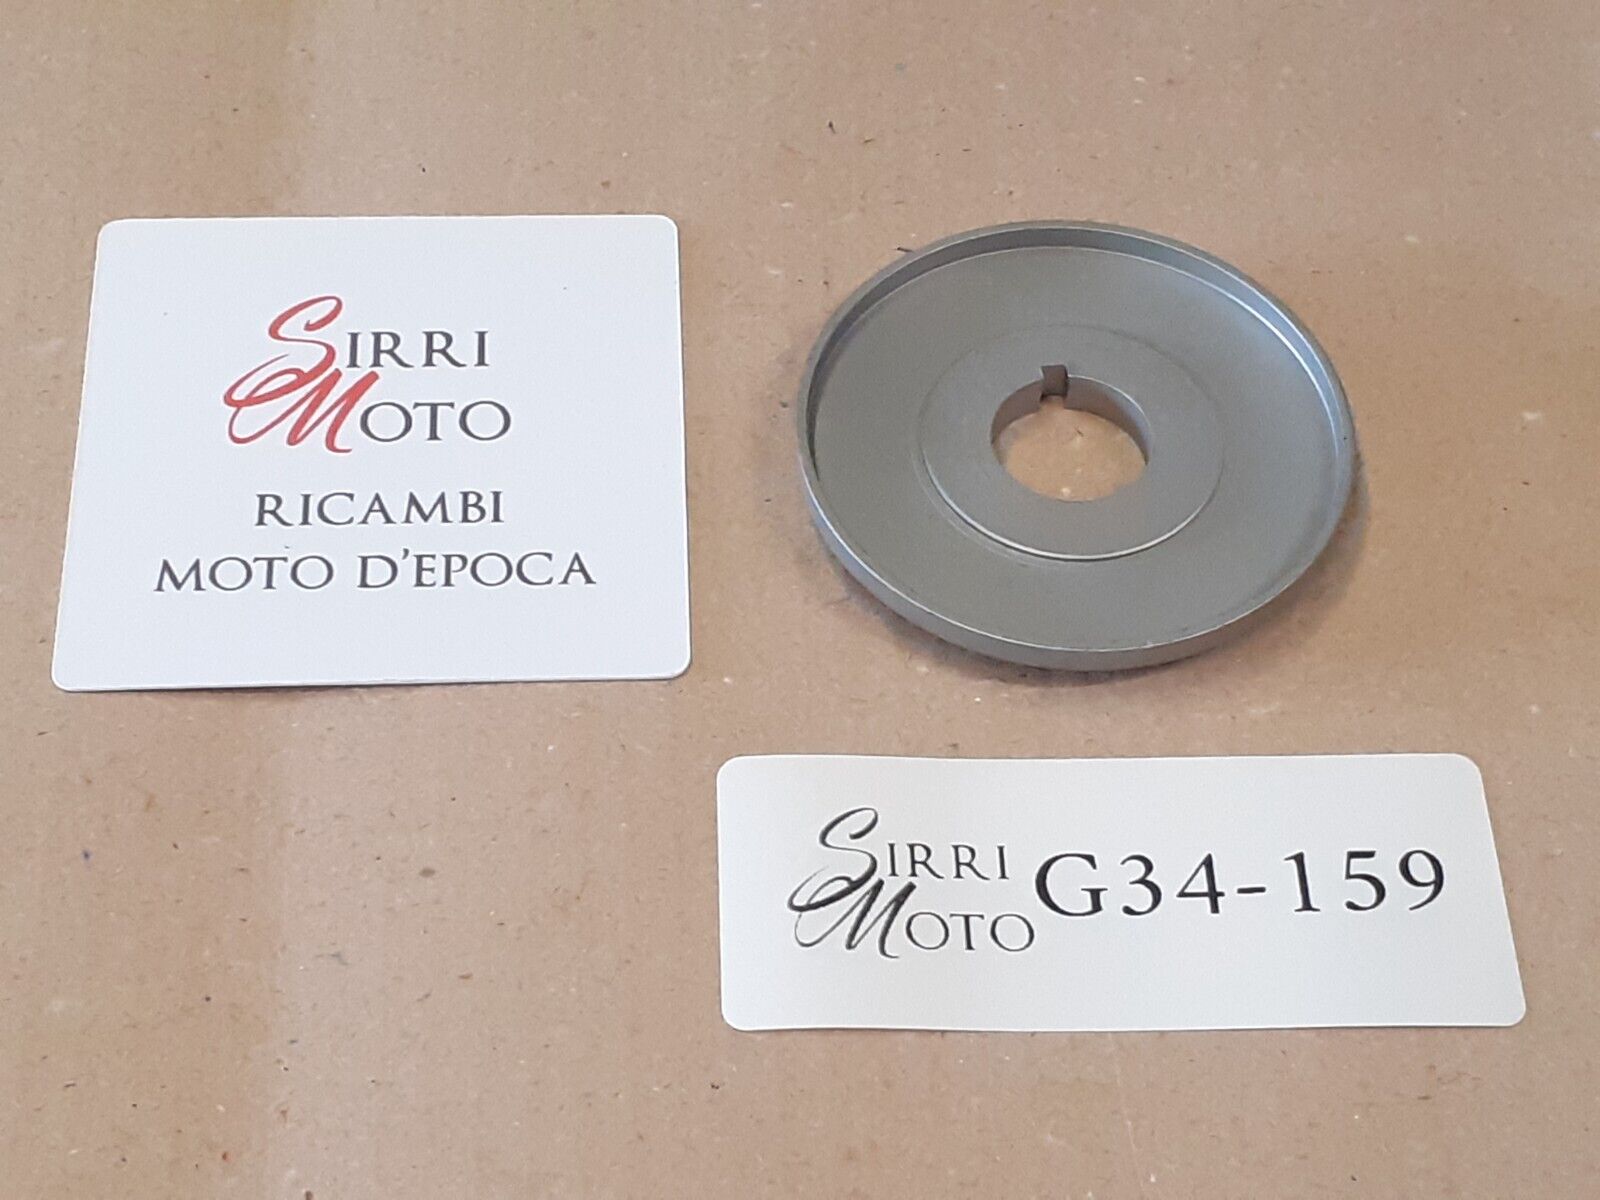 SIRRI
MOTO
RICAMBI
MOTO D'EPOCA
SIRRI
MOTO
G34-159